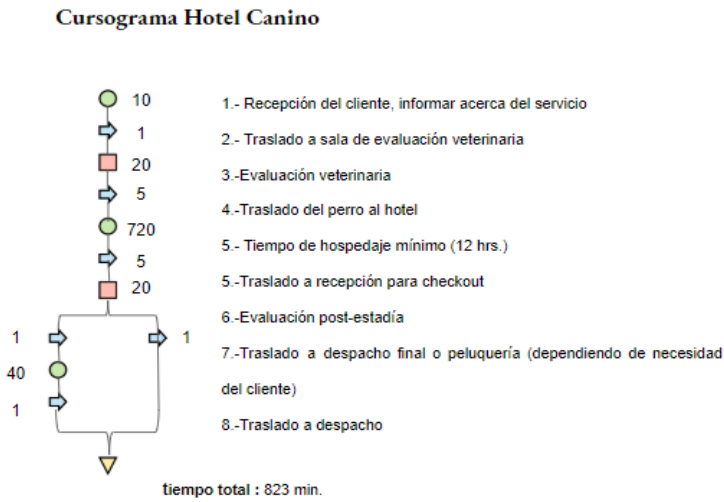 Cursograma Hotel Canino
10
1.- Recepción del cliente, informar acerca del servicio
1
2.- Traslado a sala de evaluación veterinaria
20
3.-Evaluación veterinaria
5
4.-Traslado del perro al hotel
720
5.- Tiempo de hospedaje mínimo (12 hrs.)
5
5.-Traslado a recepción para checkout
20
6.-Evaluación post-estadía
1
1
7.-Traslado a despacho final o peluquería (dependiendo de necesidad
40
del cliente)
1
8.-Traslado a despacho
tiempo total : 823 min.